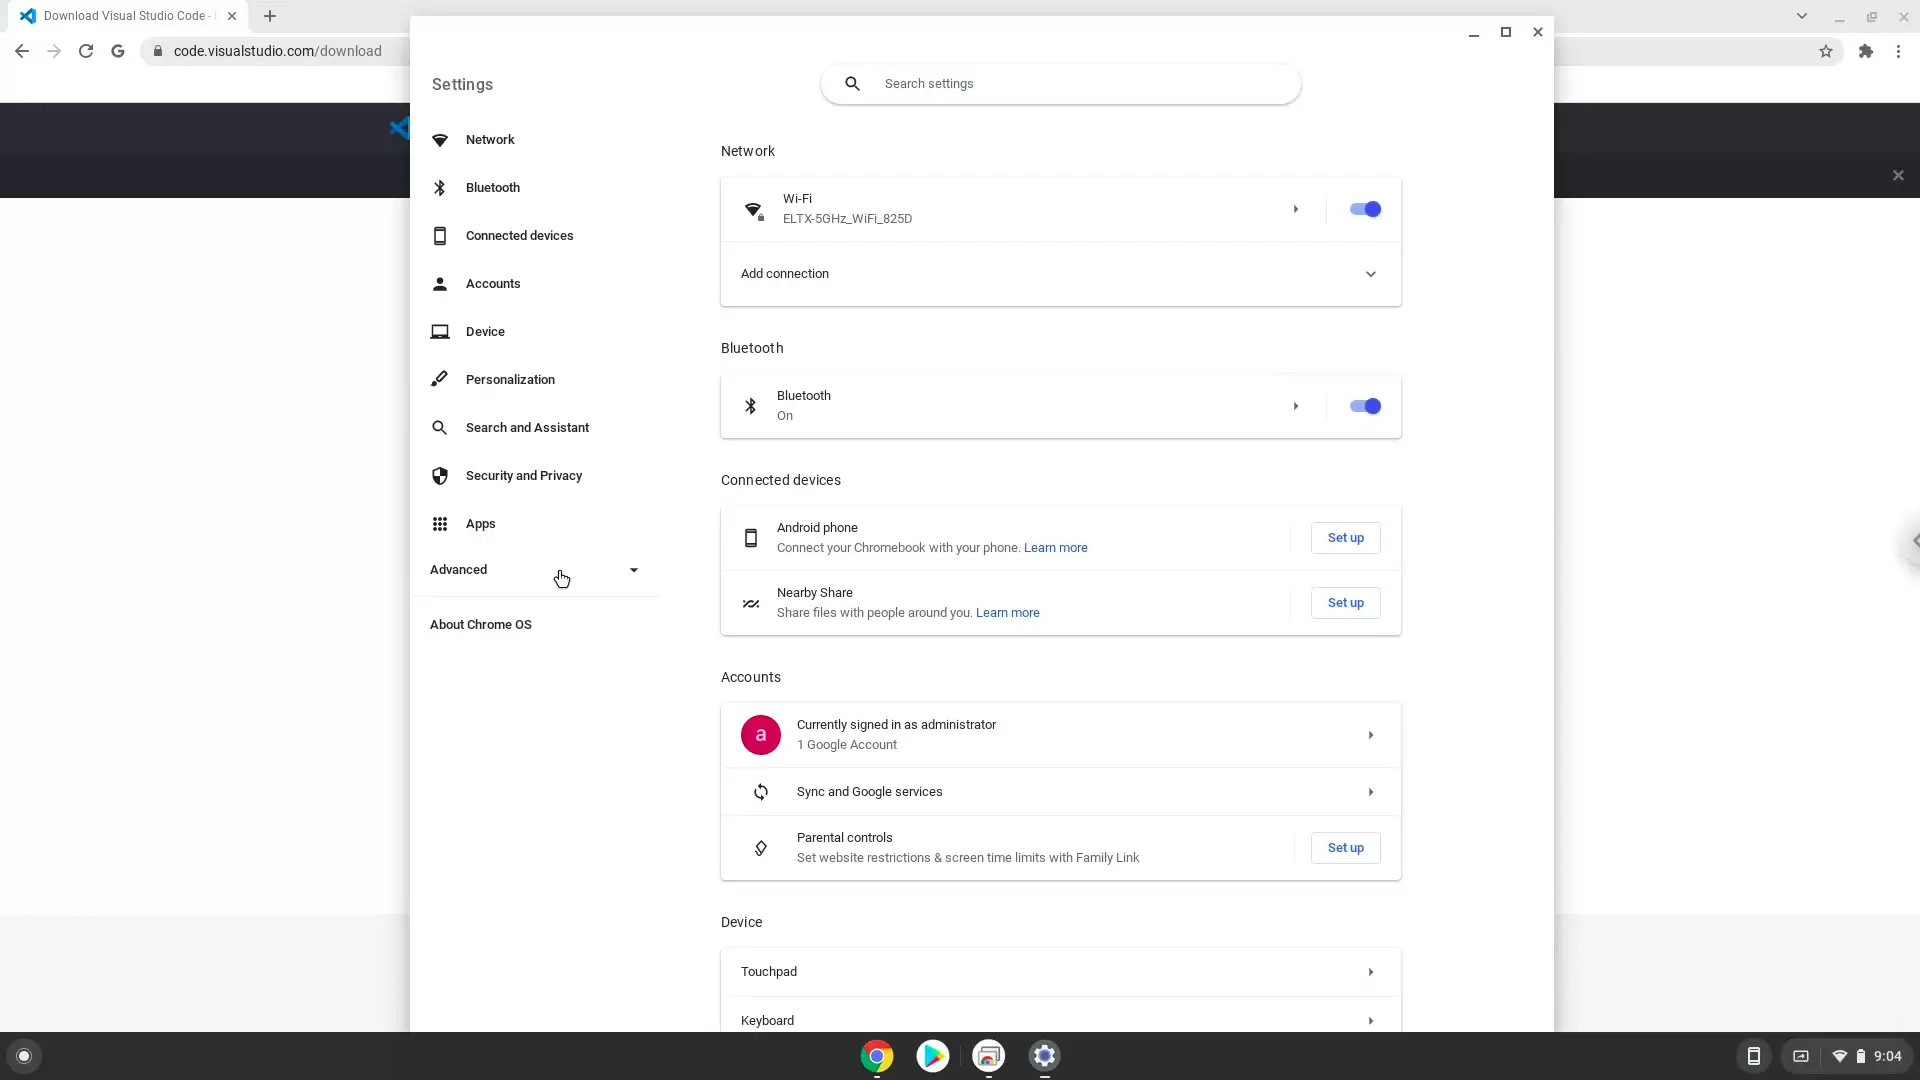 Download Visual Studio Code -
code.visualstudio.com/download
Settings
Search settings
Network
Bluetooth
Connected devices
Accounts
Device
Personalization
Search and Assistant
Security and Privacy
Apps
Advanced
About Chrome OS
Network
Wi-Fi
ELTX-5GHz_WiFi_825D
Add connection
Bluetooth
Bluetooth
On
Connected devices
Android phone
Connect your Chromebook with your phone. Learn more
Set up
Nearby Share
Share files with people around you. Learn more
Set up
Accounts
a
Currently signed in as administrator
1 Google Account
Sync and Google services
Parental controls
Set website restrictions & screen time limits with Family Link
Set up
Device
Touchpad
Keyboard
9:04